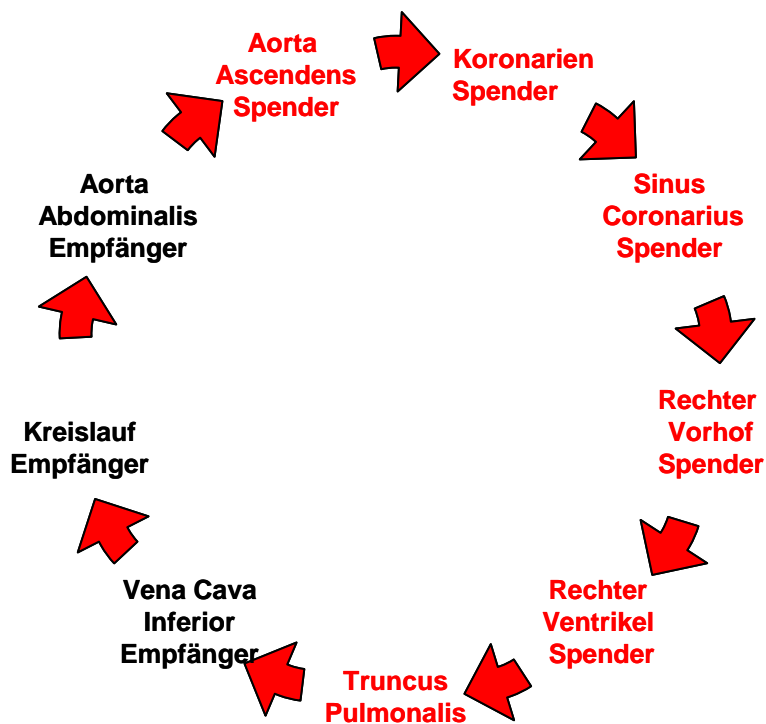 Aorta
Ascendens
Spender
Koronarien
Spender
Sinus
Coronarius
Spender
Rechter
Vorhof
Spender
Rechter
Ventrikel
Spender
Truncus
Pulmonalis
Vena Cava
Inferior
Empfänger
Kreislauf
Empfänger
Aorta
Abdominalis
Empfänger